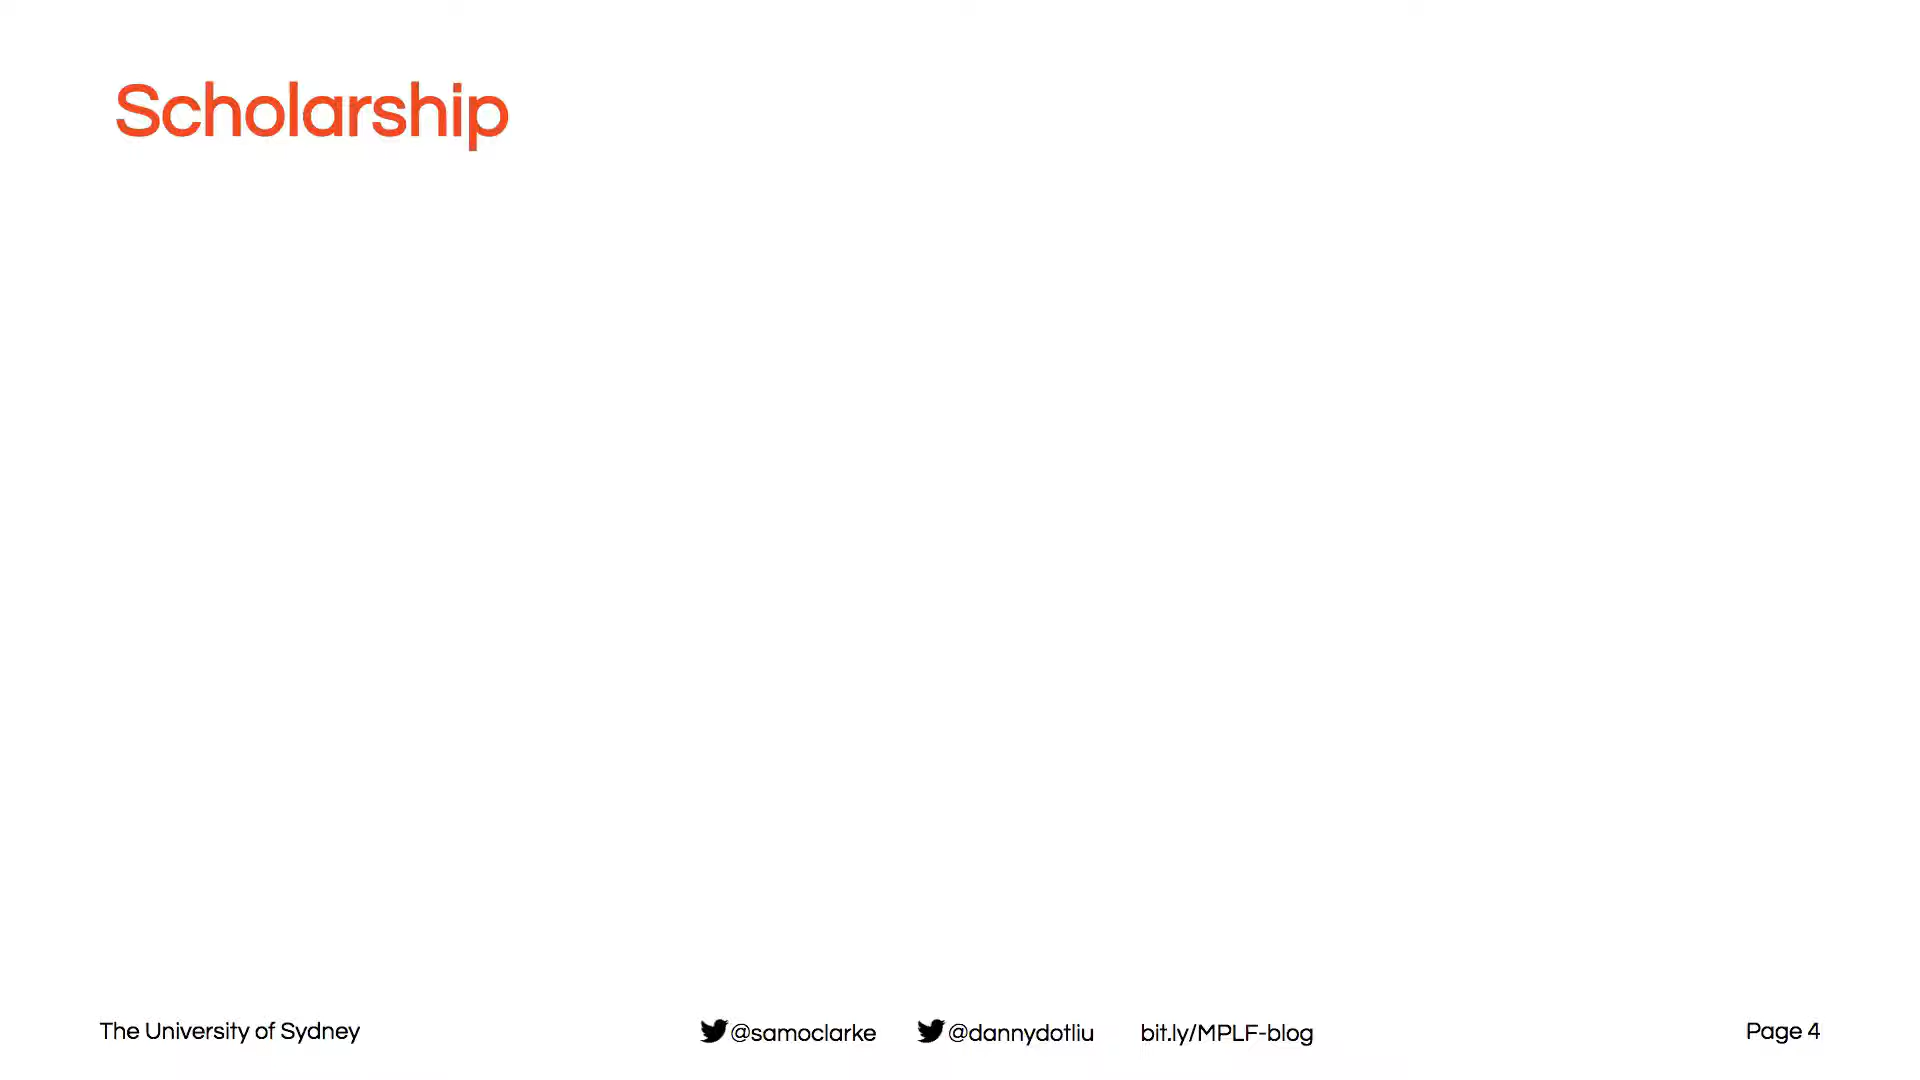 Scholarship
The University of Sydney
@samoclarke @dannydotliu bit.ly/MPLF-blog
Page 4